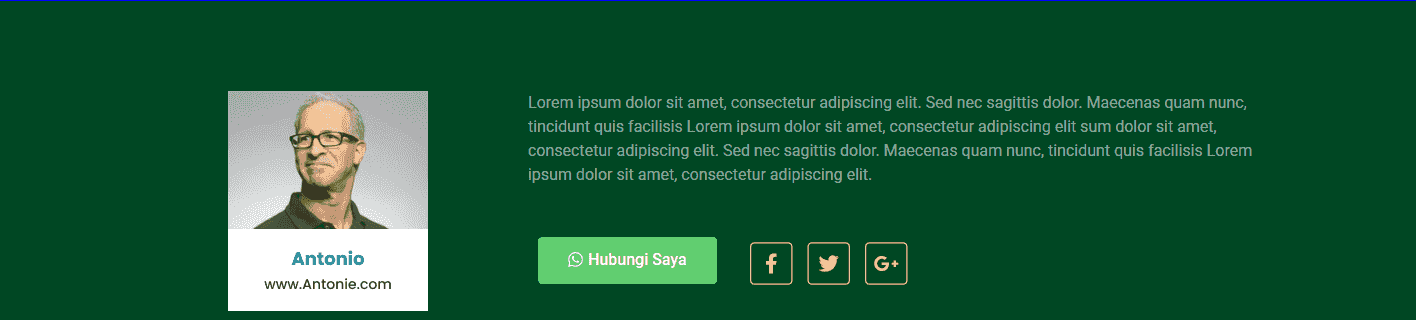 Lorem ipsum dolor sit amet, consectetur adipiscing elit. Sed nec sagittis dolor. Maecenas quam nunc,
tincidunt quis facilisis Lorem ipsum dolor sit amet, consectetur adipiscing elit sum dolor sit amet,
consectetur adipiscing elit. Sed nec sagittis dolor. Maecenas quam nunc, tincidunt quis facilisis Lorem
ipsum dolor sit amet, consectetur adipiscing elit.
Antonio
www.Antonie.com
Hubungi Saya